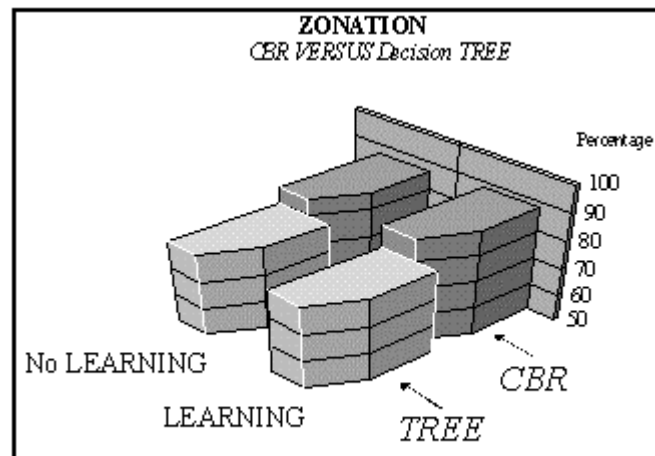 ZONATION
CBR VERSUS Decision TREE
Percentage
100
90
80
70
60
50
No LEARNING
CBR
LEARNING
TREE